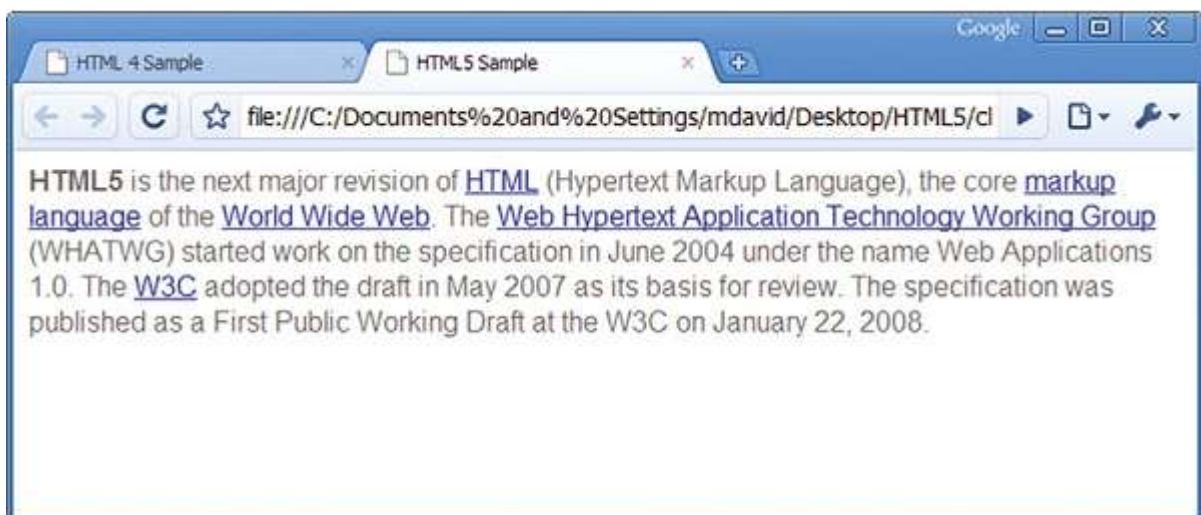 Google
HTML 4 Sample
HTML5 Sample
file:///C:/Documents%20and%20Settings/mdavid/Desktop/HTML5/cl
HTML5 is the next major revision of HTML (Hypertext Markup Language), the core markup
language of the World Wide Web. The Web Hypertext Application Technology Working Group
(WHATWG) started work on the specification in June 2004 under the name Web Applications
1.0. The W3C adopted the draft in May 2007 as its basis for review. The specification was
published as a First Public Working Draft at the W3C on January 22, 2008.